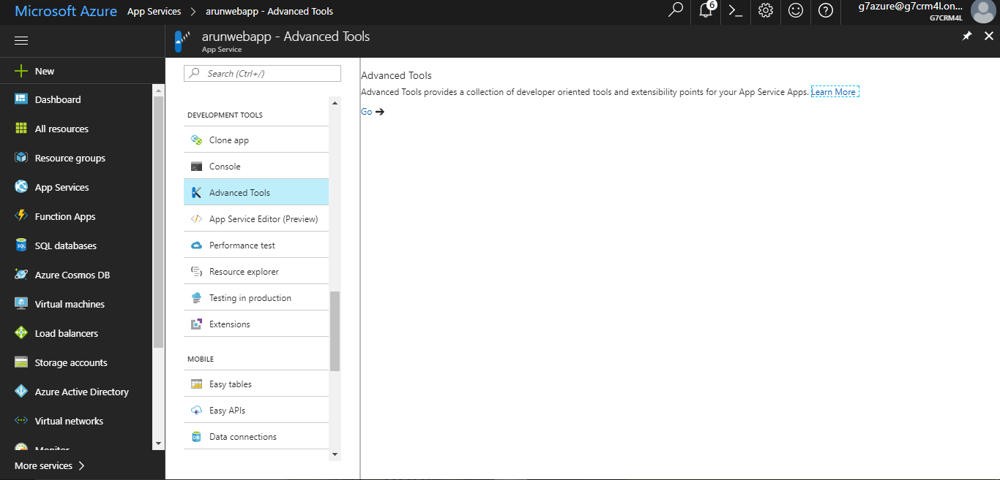 Microsoft Azure App Services > arunwebapp - Advanced Tools
6
g7azure@g7crm4l.on...
G7CRM4L
arunwebapp - Advanced Tools
App Service
New
Dashboard
All resources
Resource groups
App Services
Function Apps
SQL databases
Azure Cosmos DB
Virtual machines
Load balancers
Storage accounts
Azure Active Directory
Virtual networks
Monitor
More services >
Search (Ctrl+/)
DEVELOPMENT TOOLS
Clone app
Console
Advanced Tools
App Service Editor (Preview)
Performance test
Resource explorer
Testing in production
Extensions
MOBILE
Easy tables
Easy APIs
Data connections
Advanced Tools
Advanced Tools provides a collection of developer oriented tools and extensibility points for your App Service Apps. Learn More
Go →